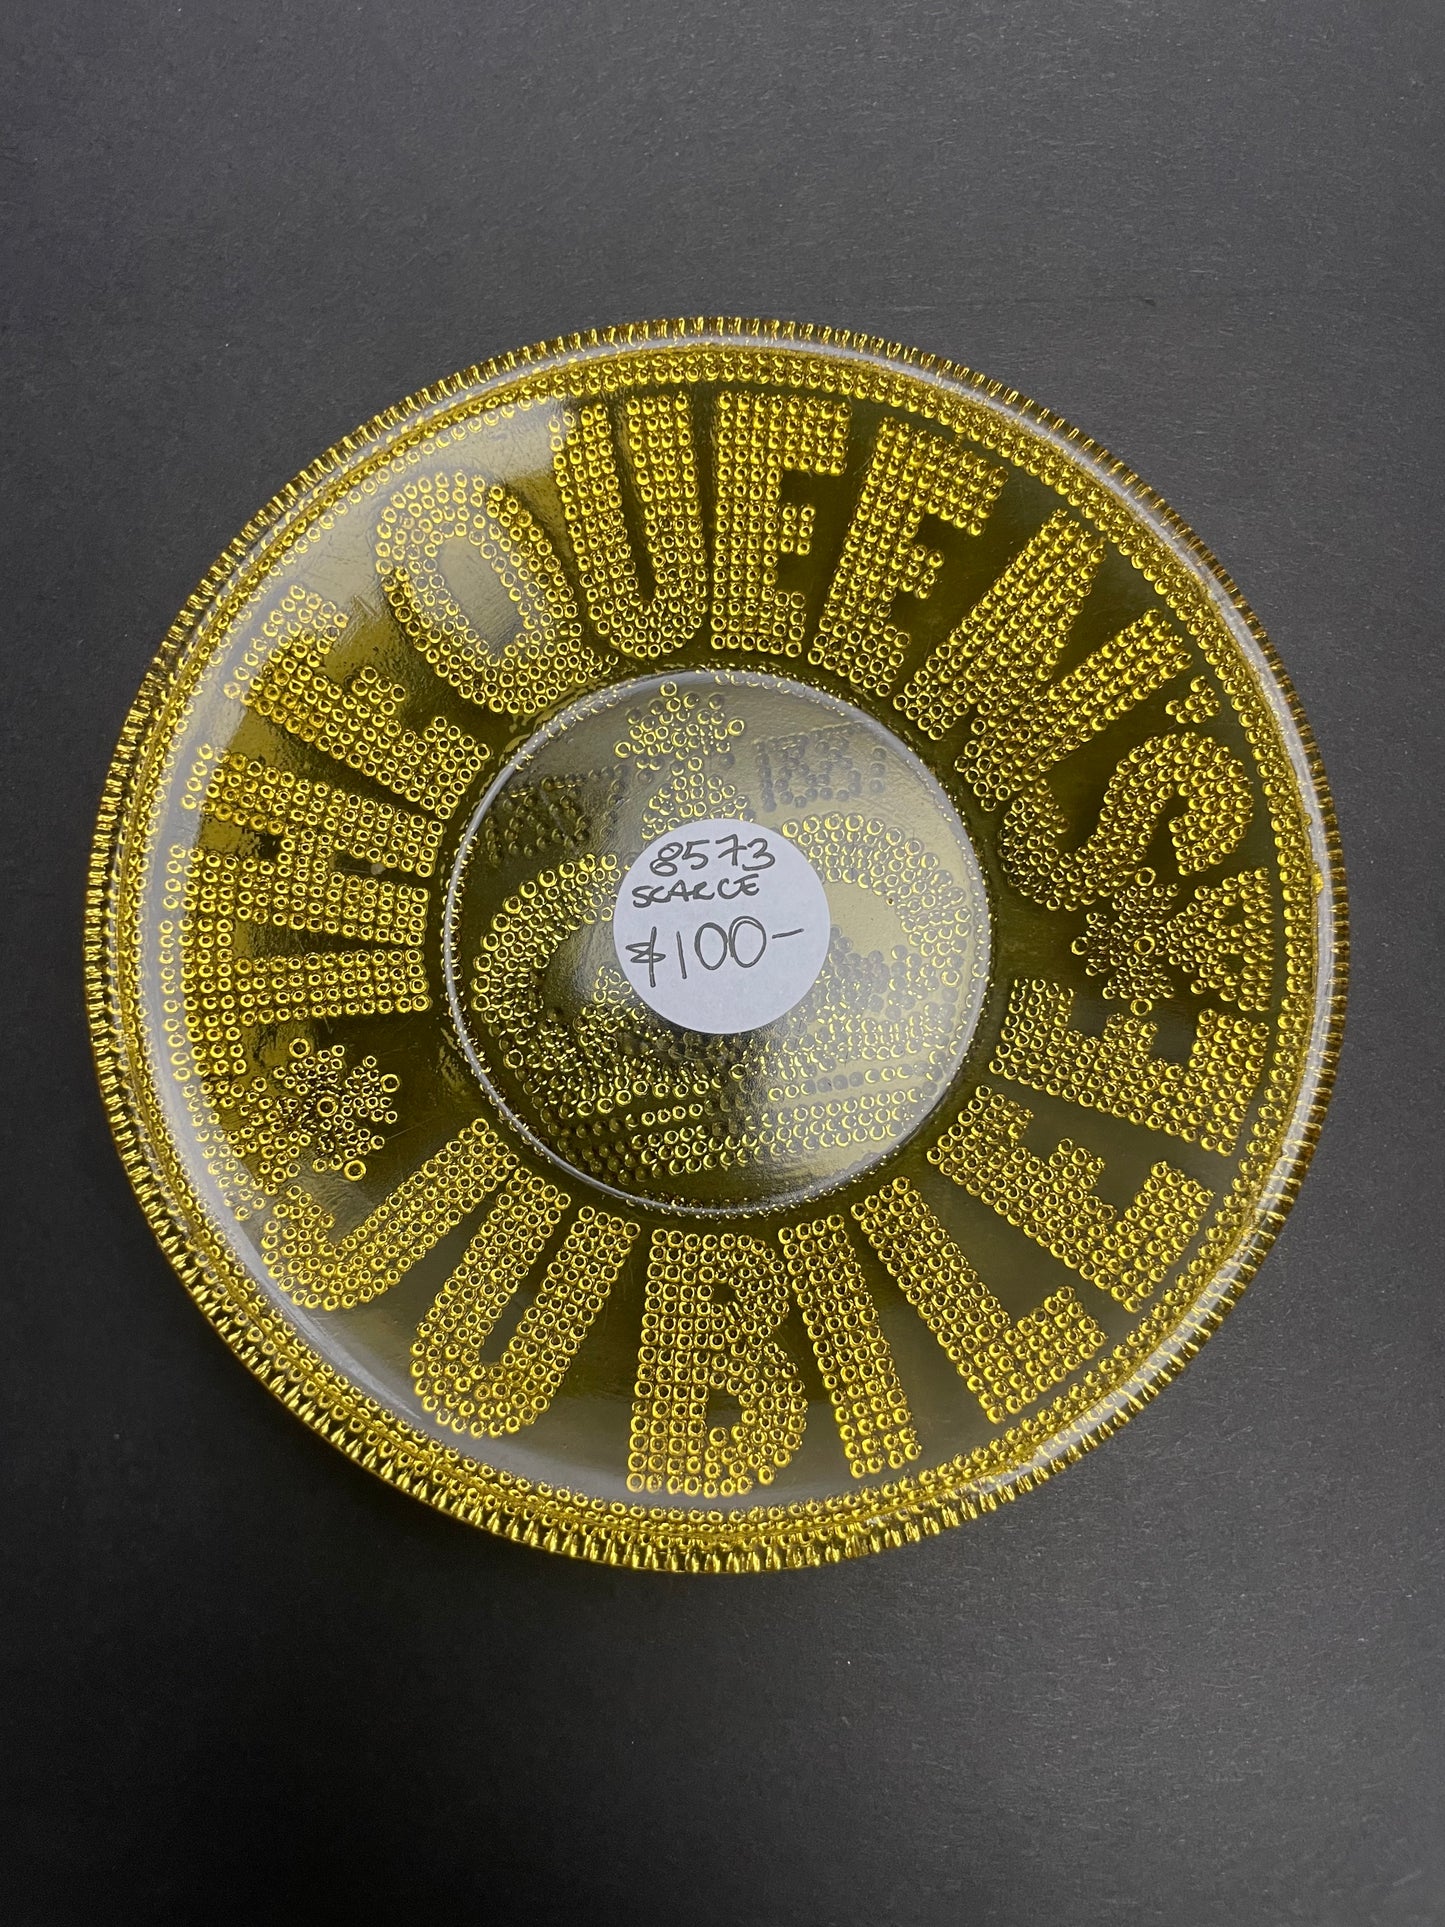 THE QUEEN'S
JUBILEE
8573
SCARCE
$100-